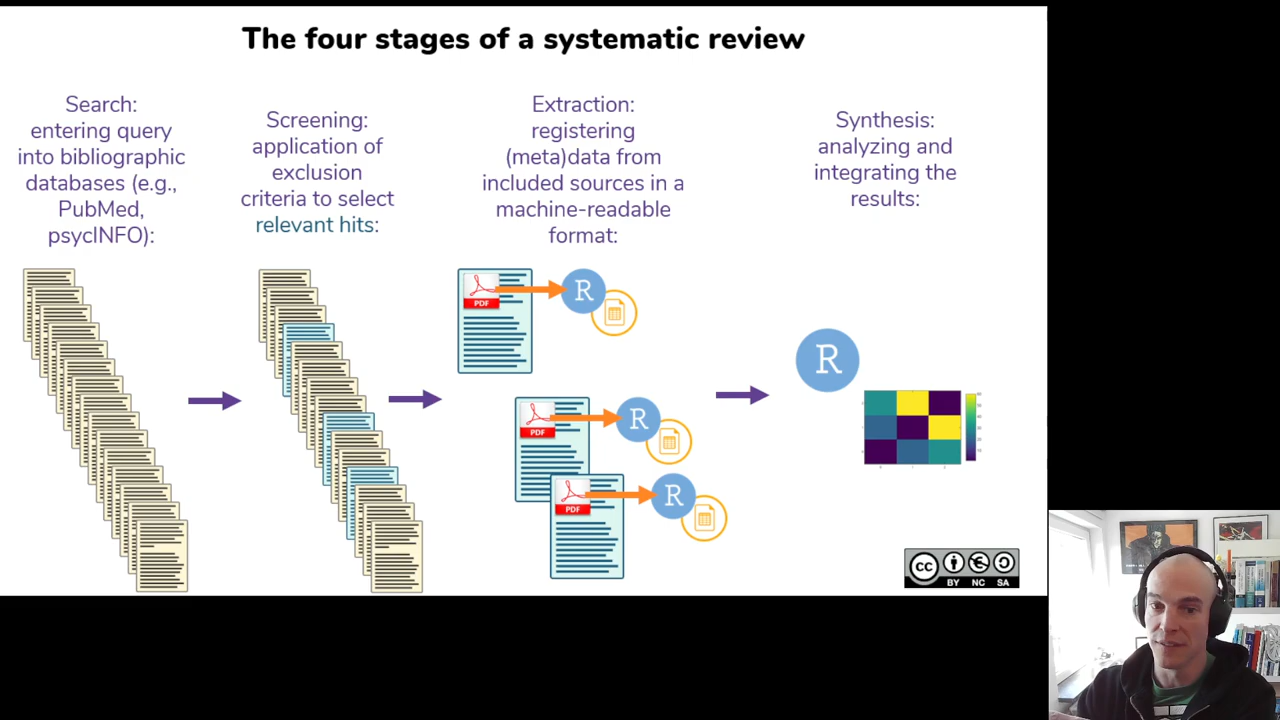 The four stages of a systematic review
Search:
entering query
into bibliographic
databases (e.g.,
PubMed,
psycINFO):
Screening:
application of
exclusion
criteria to select
relevant hits:
Extraction:
registering
(meta)data from
included sources in a
machine-readable
format:
Synthesis:
analyzing and
integrating the
results:
PDF
R
PDF
R
PDF
R
R
cc
BY NC SA